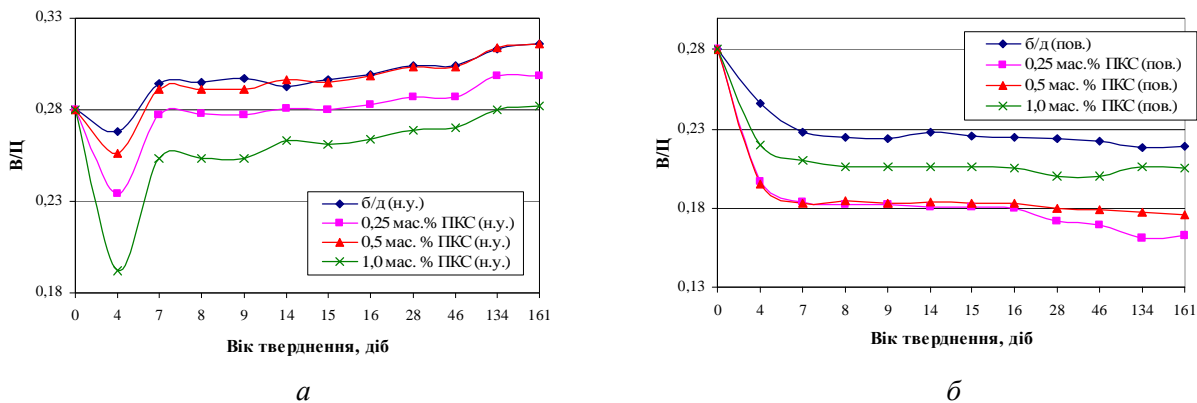 0,33
0,28
0,23
0,18
В/Ц
б/д (н.у.)
0,25 мас.% ПКС (н.у.)
0,5 мас. % ПКС (н.у.)
1,0 мас. % ПКС (н.у.)
0 4 7 8 9 14 15 16 28 46 134 161
Вік тверднення, діб
а
0,28
0,23
0,18
0,13
В/Ц
б/д (пов.)
0,25 мас.% ПКС (пов.)
0,5 мас. % ПКС (пов.)
1,0 мас. % ПКС (пов.)
0 4 7 8 9 14 15 16 28 46 134 161
Вік тверднення, діб
б